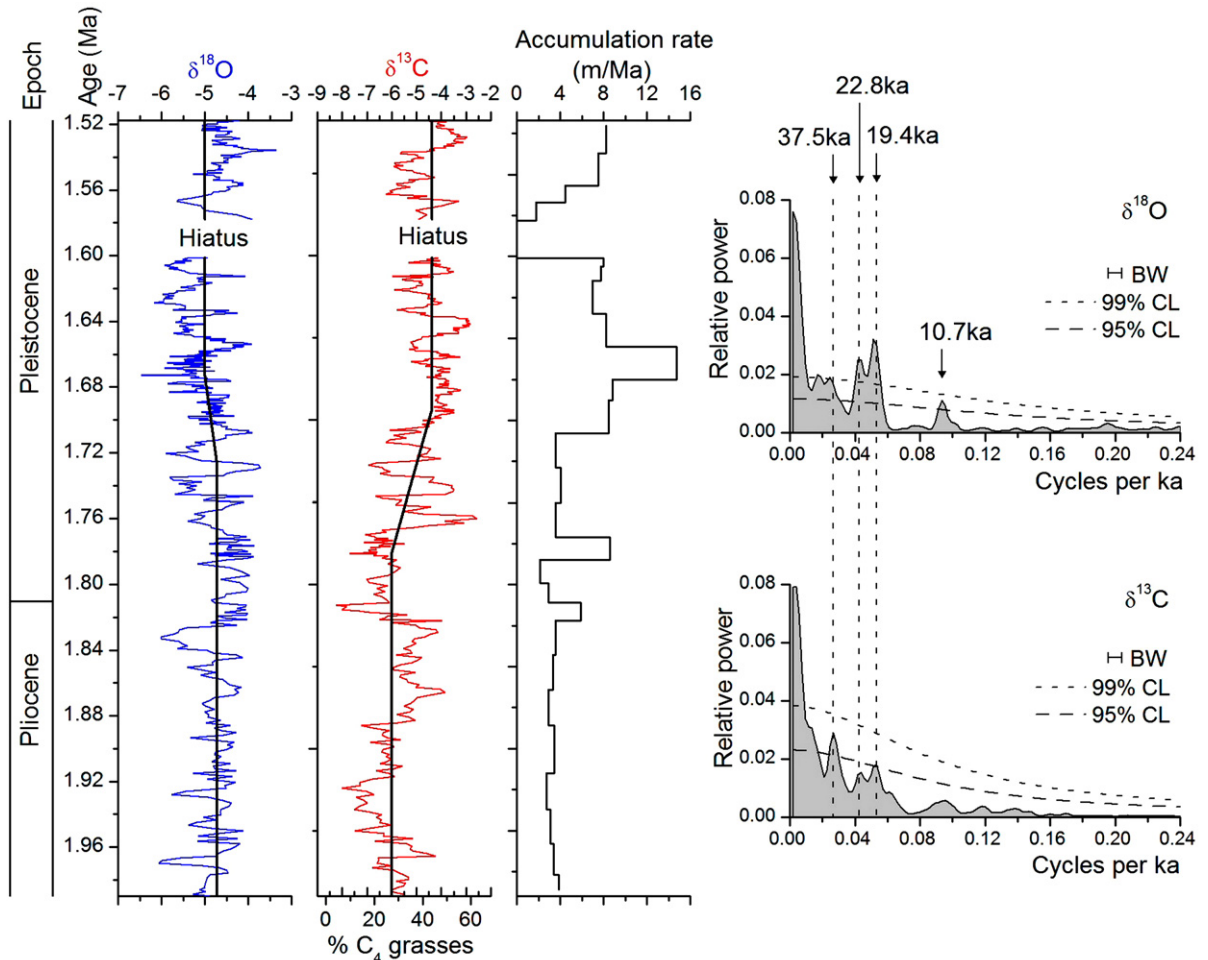 Epoch
Age (Ma)
δ18O
δ13C
Accumulation rate
(m/Ma)
-7 -6 -5 -4 -3
-9 -8 -7 -6 -5 -4 -3 -2
0 4 8 12 16
Pleistocene
Pliocene
1.52
1.56
1.60
1.64
1.68
1.72
1.76
1.80
1.84
1.88
1.92
1.96
Hiatus
Hiatus
0 20 40 60 80
% C4 grasses
22.8ka
37.5ka
19.4ka
10.7ka
δ18O
BW
99% CL
95% CL
Relative power
0.08
0.06
0.04
0.02
0.00
0.00 0.04 0.08 0.12 0.16 0.20 0.24
Cycles per ka
δ13C
BW
99% CL
95% CL
Relative power
0.08
0.06
0.04
0.02
0.00
0.00 0.04 0.08 0.12 0.16 0.20 0.24
Cycles per ka